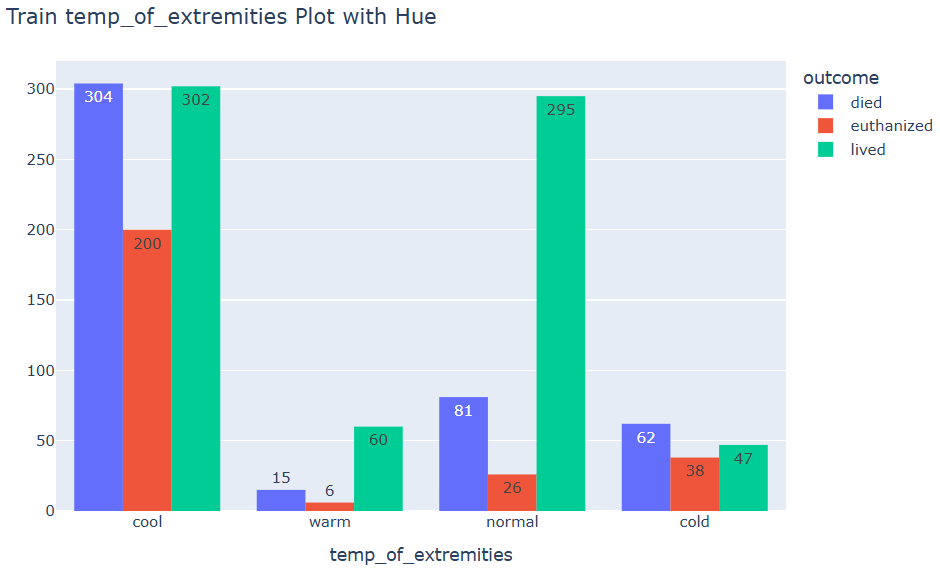 Train temp_of_extremities Plot with Hue
outcome
died
euthanized
lived
300
250
200
150
100
50
0
304
200
302
15
6
60
81
26
295
62
38
47
cool
warm
normal
cold
temp_of_extremities